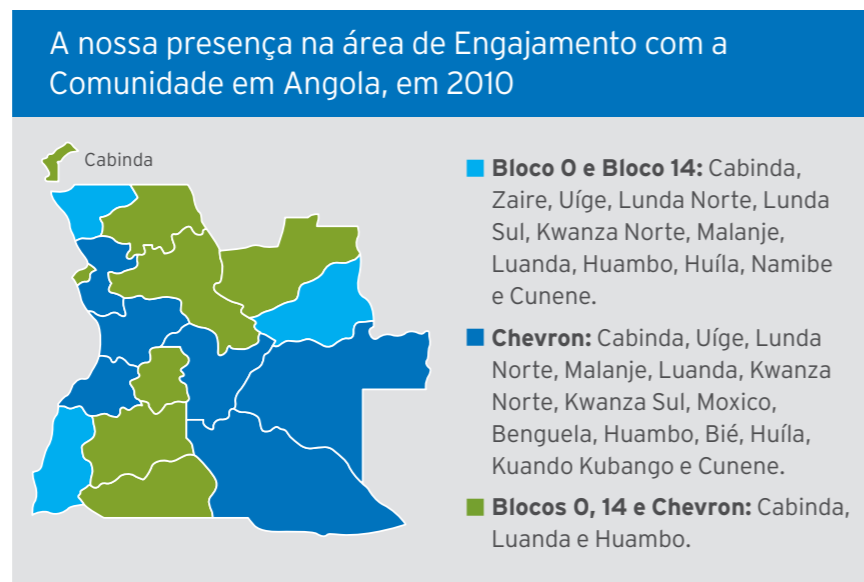 A nossa presença na área de Engajamento com a
Comunidade em Angola, em 2010
Cabinda
Bloco 0 e Bloco 14: Cabinda,
Zaire, Uíge, Lunda Norte, Lunda
Sul, Kwanza Norte, Malanje,
Luanda, Huambo, Huíla, Namibe
e Cunene.
Chevron: Cabinda, Uíge, Lunda
Norte, Malanje, Luanda, Kwanza
Norte, Kwanza Sul, Moxico,
Benguela, Huambo, Bié, Huíla,
Kuando Kubango e Cunene.
Blocos 0, 14 e Chevron: Cabinda,
Luanda e Huambo.